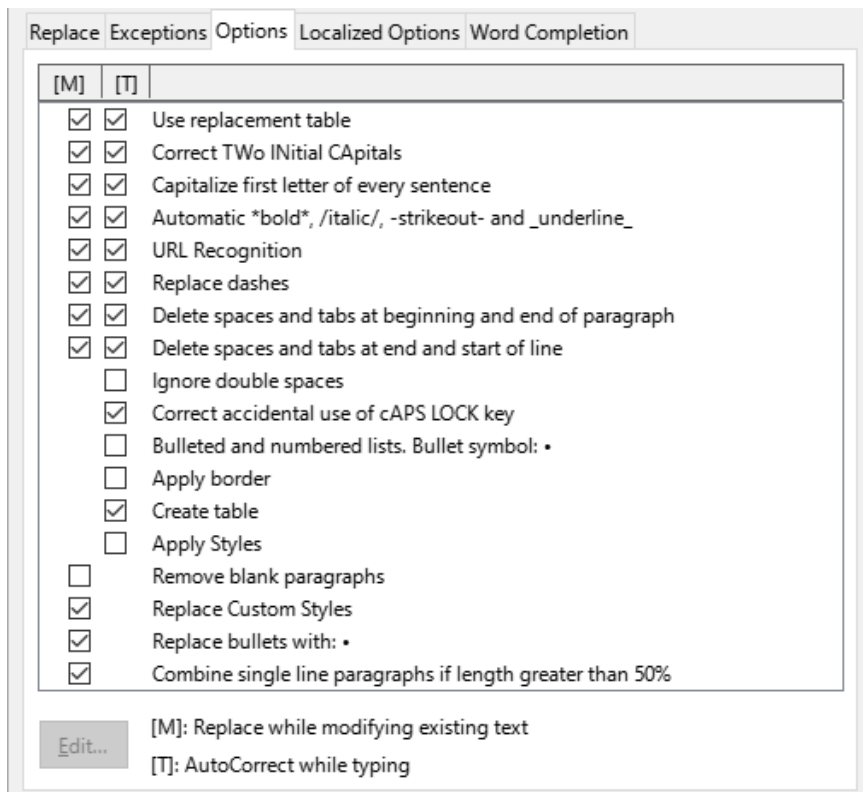 Replace Exceptions Options Localized Options Word Completion
[M] [T]
Use replacement table
Correct TWo INitial CApitals
Capitalize first letter of every sentence
Automatic *bold*, /italic/, -strikeout- and _underline_
URL Recognition
Replace dashes
Delete spaces and tabs at beginning and end of paragraph
Delete spaces and tabs at end and start of line
Ignore double spaces
Correct accidental use of cAPS LOCK key
Bulleted and numbered lists. Bullet symbol: •
Apply border
Create table
Apply Styles
Remove blank paragraphs
Replace Custom Styles
Replace bullets with: •
Combine single line paragraphs if length greater than 50%
Edit...
[M]: Replace while modifying existing text
[T]: AutoCorrect while typing